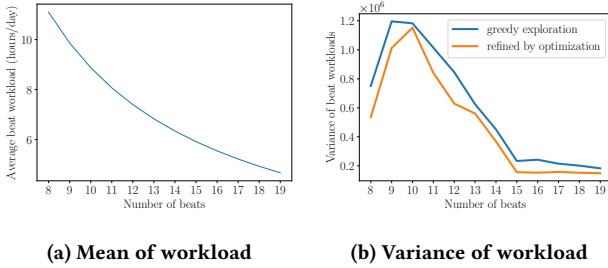 Average beat workload (hours/day)
10
8
6
8 9 10 11 12 13 14 15 16 17 18 19
Number of beats
(a) Mean of workload
×10⁶
Variance of beat workloads
1.2
1.0
0.8
0.6
0.4
0.2
greedy exploration
refined by optimization
8 9 10 11 12 13 14 15 16 17 18 19
Number of beats
(b) Variance of workload